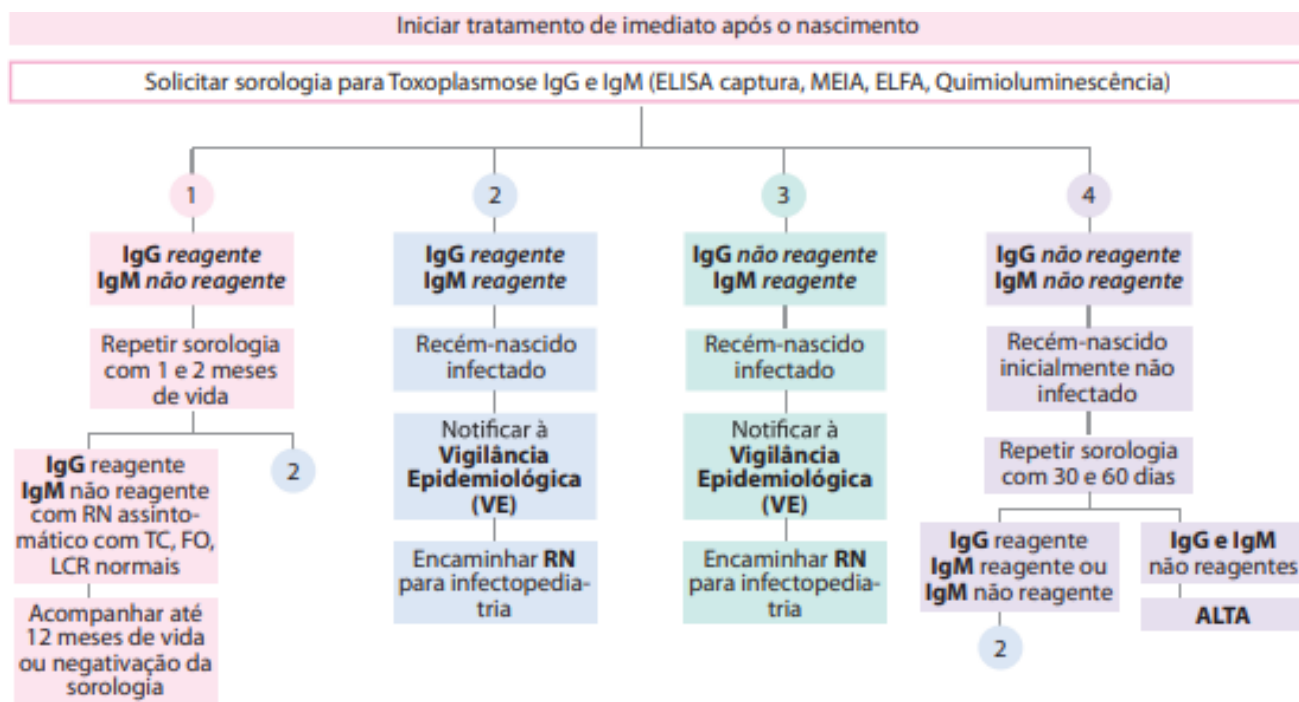 Iniciar tratamento de imediato após o nascimento
Solicitar sorologia para Toxoplasmose IgG e IgM (ELISA captura, MEIA, ELFA, Quimioluminescência)
1
IgG reagente
IgM não reagente
Repetir sorologia
com 1 e 2 meses
de vida
IgG reagente
IgM não reagente
com RN assinto-
mático com TC, FO,
LCR normais
Acompanhar até
12 meses de vida
ou negativação da
sorologia
2
2
IgG reagente
IgM reagente
Recém-nascido
infectado
Notificar à
Vigilância
Epidemiológica
(VE)
Encaminhar RN
para infectopedia-
tria
3
IgG não reagente
IgM reagente
Recém-nascido
infectado
Notificar à
Vigilância
Epidemiológica
(VE)
Encaminhar RN
para infectopedia-
tria
4
IgG não reagente
IgM não reagente
Recém-nascido
inicialmente não
infectado
Repetir sorologia
com 30 e 60 dias
IgG reagente
IgM reagente ou
IgM não reagente
2
IgG e IgM
não reagentes
ALTA